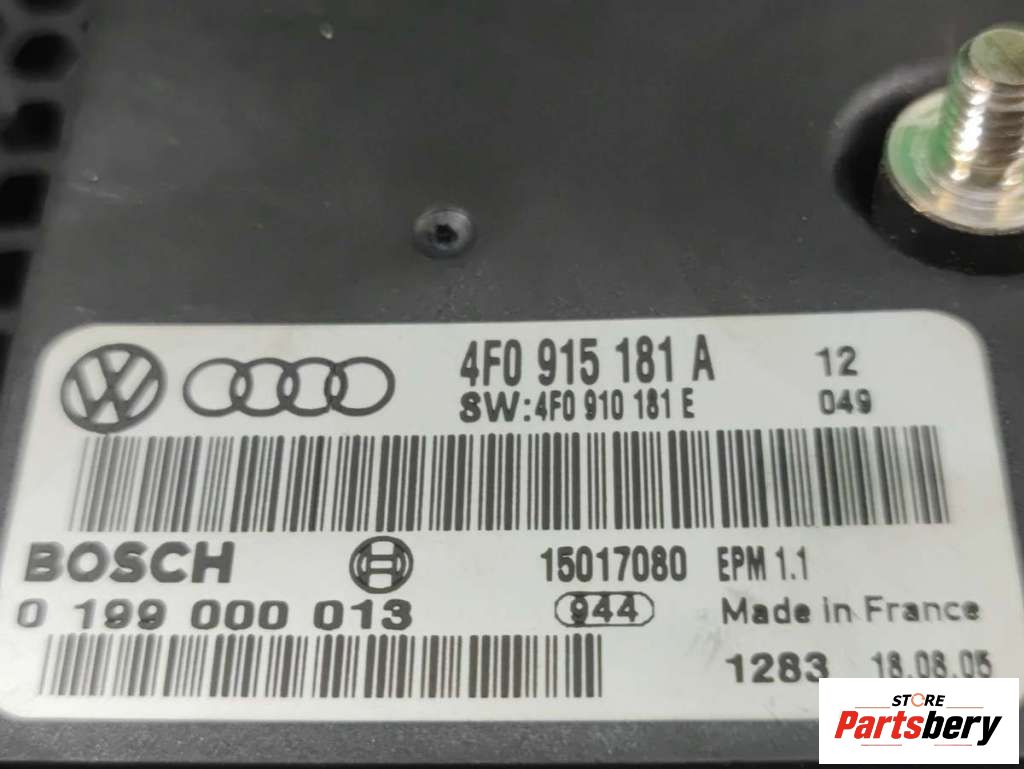 4F0 915 181 A 12
SW:4F0 910 181 E 049
BOSCH 15017080 EPM 1.1
0 199 000 013 944 Made in France
1283 18.08.05
STORE
Partsbery